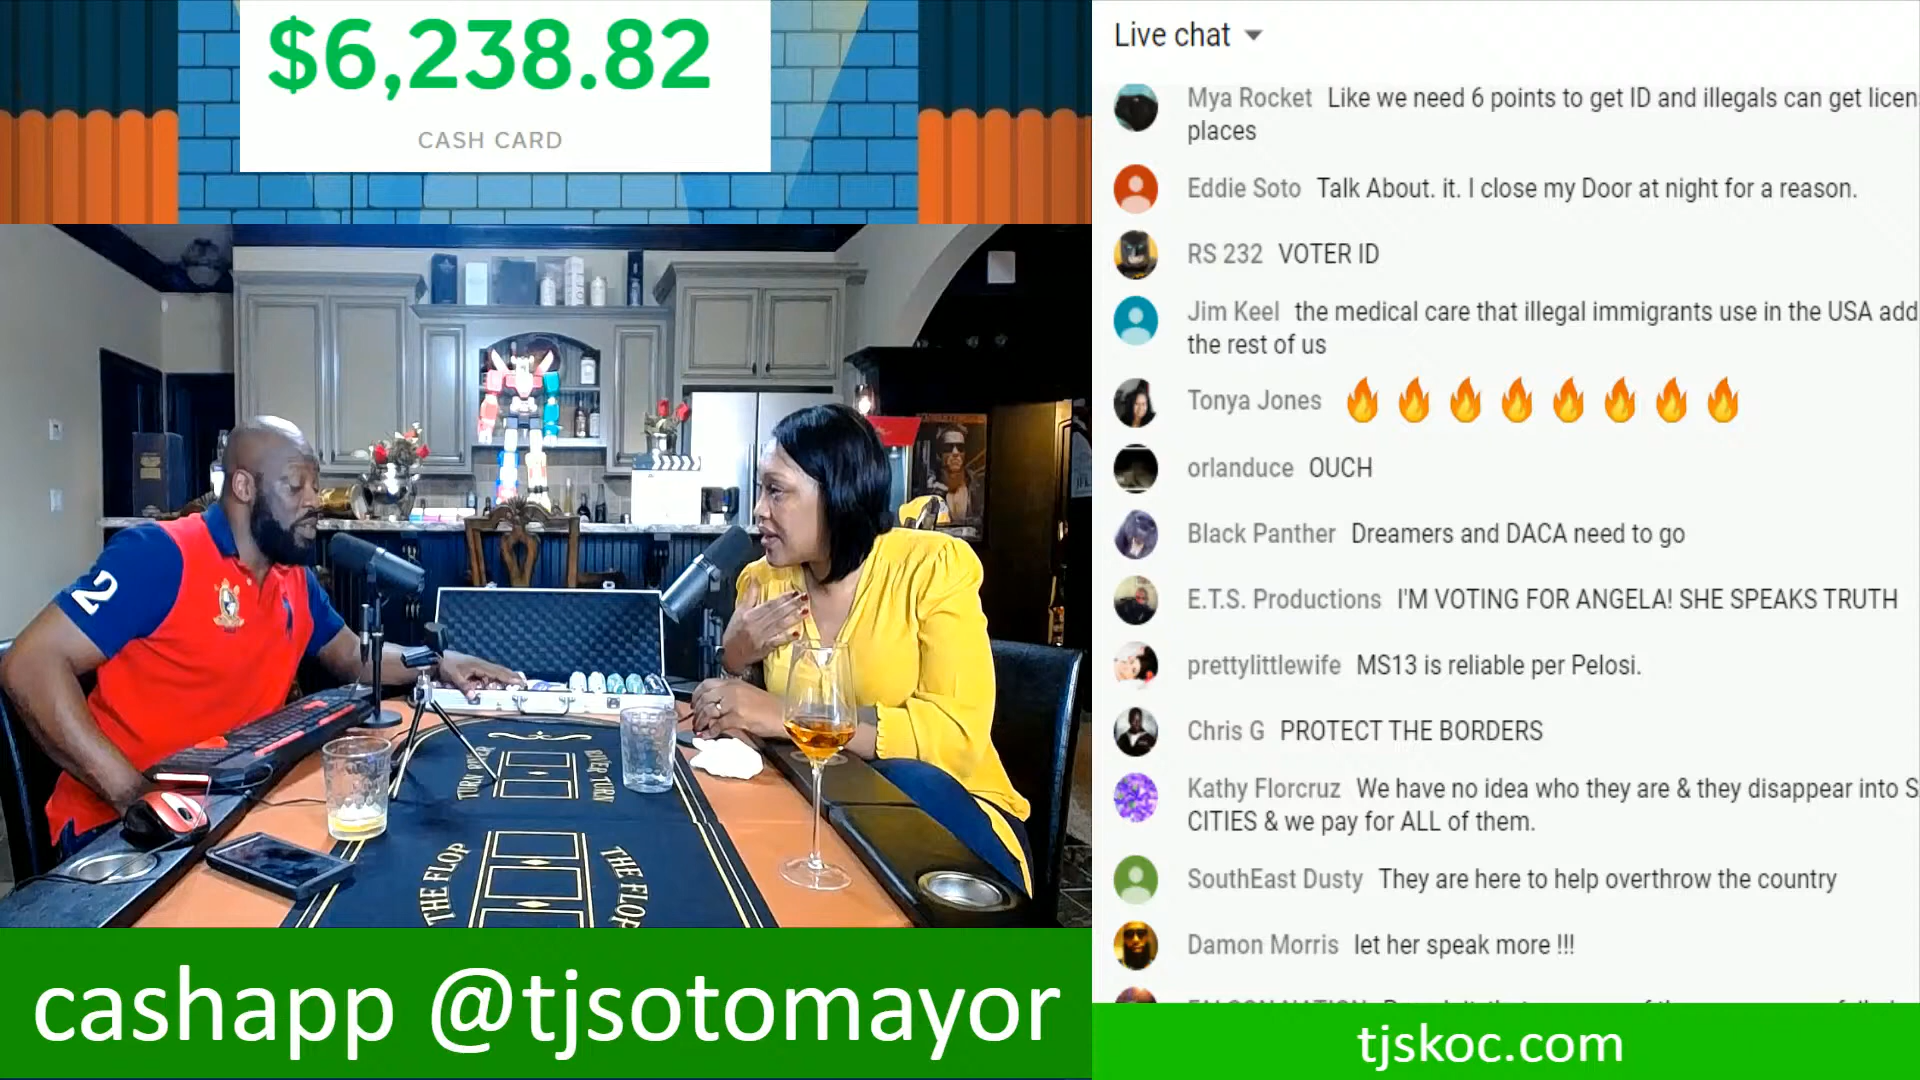 $6,238.82
CASH CARD
2
TURN RIVER
RIVER TURN
THE FLOP
THE FLOP
cashapp @tjsotomayor
Live chat
Mya Rocket Like we need 6 points to get ID and illegals can get licen
places
Eddie Soto Talk About. it. I close my Door at night for a reason.
RS 232 VOTER ID
Jim Keel the medical care that illegal immigrants use in the USA add
the rest of us
Tonya Jones 🔥🔥🔥🔥🔥🔥🔥🔥
orlanduce OUCH
Black Panther Dreamers and DACA need to go
E.T.S. Productions I'M VOTING FOR ANGELA! SHE SPEAKS TRUTH
prettylittlewife MS13 is reliable per Pelosi.
Chris G PROTECT THE BORDERS
Kathy Florcruz We have no idea who they are & they disappear into S
CITIES & we pay for ALL of them.
SouthEast Dusty They are here to help overthrow the country
Damon Morris let her speak more !!!
tjskoc.com